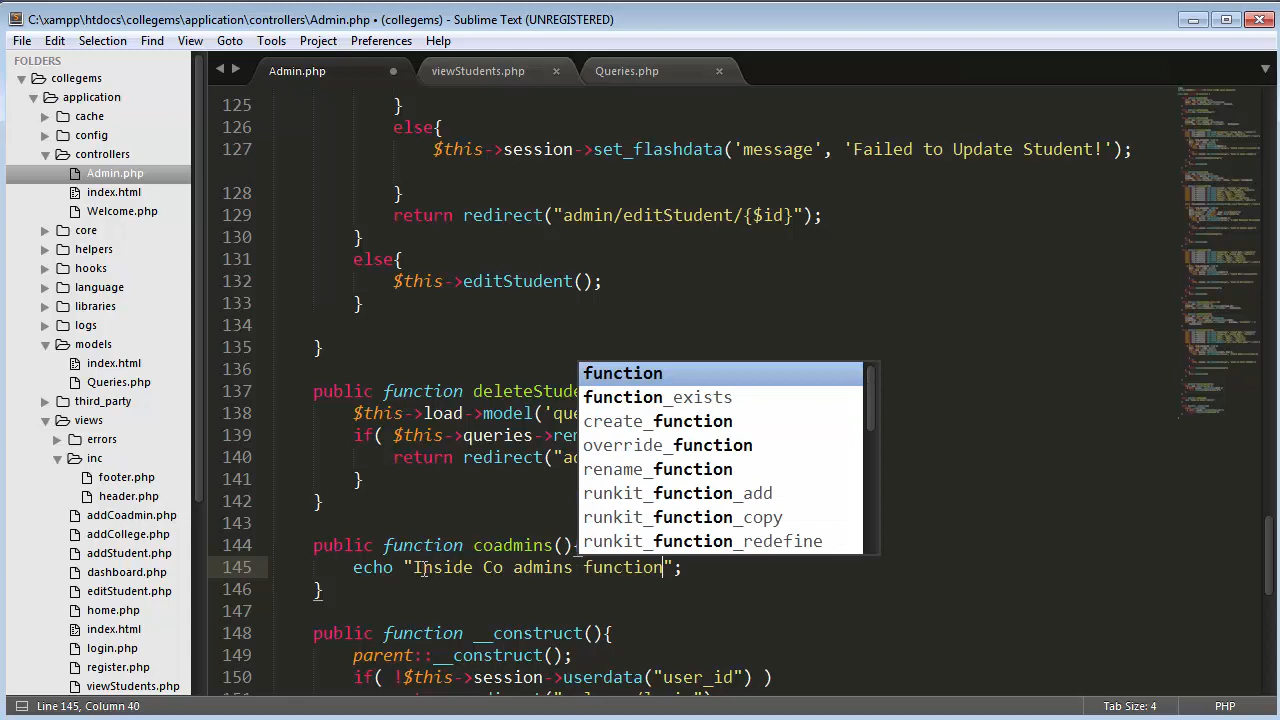 C:\xampp\htdocs\collegems\application\controllers\Admin.php • (collegems) - Sublime Text (UNREGISTERED)
File Edit Selection Find View Goto Tools Project Preferences Help
FOLDERS
collegems
application
cache
config
controllers
Admin.php
index.html
Welcome.php
core
helpers
hooks
language
libraries
logs
models
index.html
Queries.php
third_party
views
errors
inc
footer.php
header.php
addCoadmin.php
addCollege.php
addStudent.php
dashboard.php
editStudent.php
home.php
index.html
login.php
register.php
viewStudents.php
Admin.php viewStudents.php Queries.php
125 }
126 else{
127 $this->session->set_flashdata('message', 'Failed to Update Student!');
128 }
129 return redirect("admin/editStudent/{$id}");
130 }
131 else{
132 $this->editStudent();
133 }
134
135 }
136
137 public function deleteStude
138 $this->load->model('que
139 if( $this->queries->rem
140 return redirect("ad
141 }
142 }
143
144 public function coadmins(){
145 echo "Inside Co admins function";
146 }
147
148 public function __construct(){
149 parent::__construct();
150 if( !$this->session->userdata("user_id") )
function
function_exists
create_function
override_function
rename_function
runkit_function_add
runkit_function_copy
runkit_function_redefine
Line 145, Column 40 Tab Size: 4 PHP